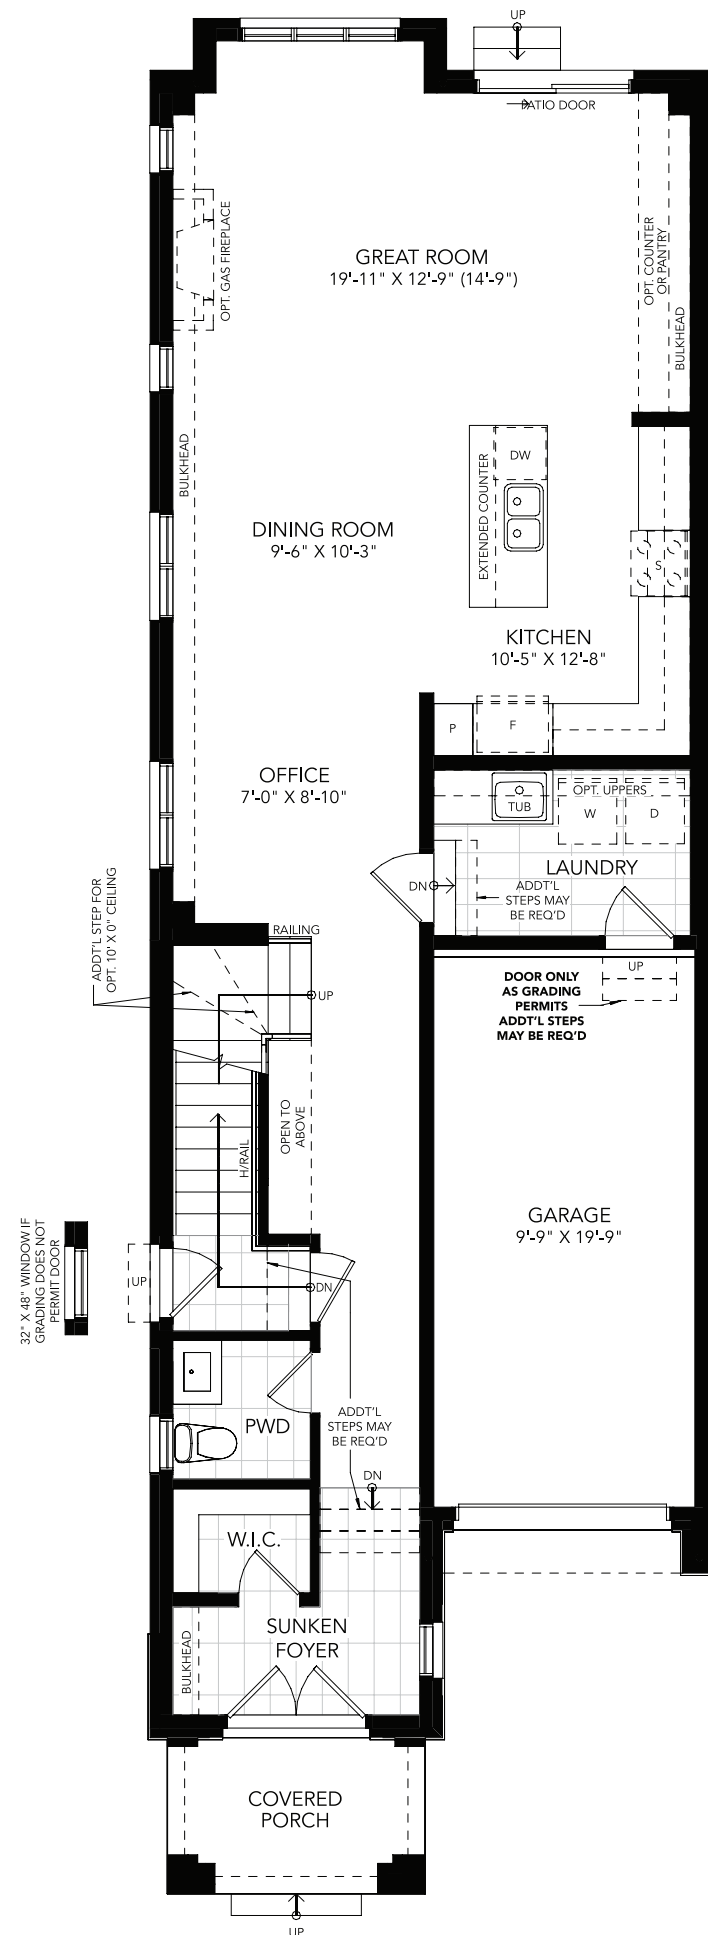 UP
PATIO DOOR
GREAT ROOM
19'-11" X 12'-9" (14'-9")
OPT. GAS FIREPLACE
OPT. COUNTER
OR PANTRY
BULKHEAD
BULKHEAD
DW
EXTENDED COUNTER
DINING ROOM
9'-6" X 10'-3"
S
KITCHEN
10'-5" X 12'-8"
P
F
OFFICE
7'-0" X 8'-10"
TUB
OPT. UPPERS
W
D
LAUNDRY
DN
ADDT'L
STEPS MAY
BE REQ'D
ADDT'L STEP FOR
OPT. 10' X 0" CEILING
RAILING
UP
UP
DOOR ONLY
AS GRADING
PERMITS
ADDT'L STEPS
MAY BE REQ'D
OPEN TO
ABOVE
H/RAIL
GARAGE
9'-9" X 19'-9"
32" X 48" WINDOW IF
GRADING DOES NOT
PERMIT DOOR
UP
DN
PWD
ADDT'L
STEPS MAY
BE REQ'D
DN
W.I.C.
SUNKEN
FOYER
BULKHEAD
COVERED
PORCH
UP